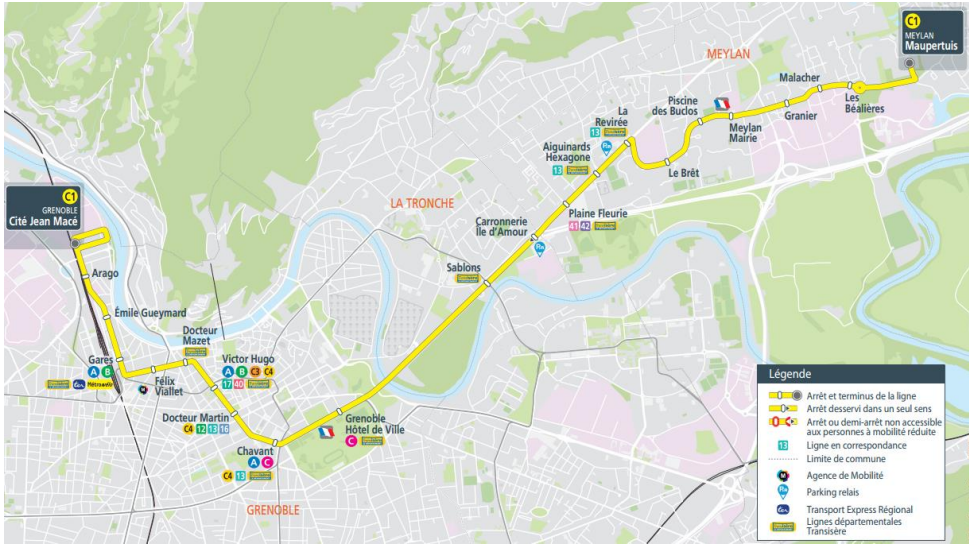 C1
MEYLAN
Maupertuis
MEYLAN
Malacher
Les
Béalières
Granier
Piscine
des Buclos
Meylan
Mairie
Le Brêt
La
Revirée
13
P+R
Aiguinards
Hexagone
13
Plaine Fleurie
41 42
LA TRONCHE
Carronnerie
Ile d'Amour
P+R
Sablons
C1
GRENOBLE
Cité Jean Macé
Arago
Émile Gueymard
Gares
A B
Métrovélo
Félix
Viallet
Docteur
Mazet
Victor Hugo
A B C3 C4
17 40
Docteur Martin
C4 12 13 16
Chavant
A C
C4 13
Grenoble
Hôtel de Ville
C
GRENOBLE
Légende
Arrêt et terminus de la ligne
Arrêt desservi dans un seul sens
Arrêt ou demi-arrêt non accessible
aux personnes à mobilité réduite
13 Ligne en correspondance
Limite de commune
Agence de Mobilité
P+R Parking relais
ter Transport Express Régional
Lignes départementales
Transisère